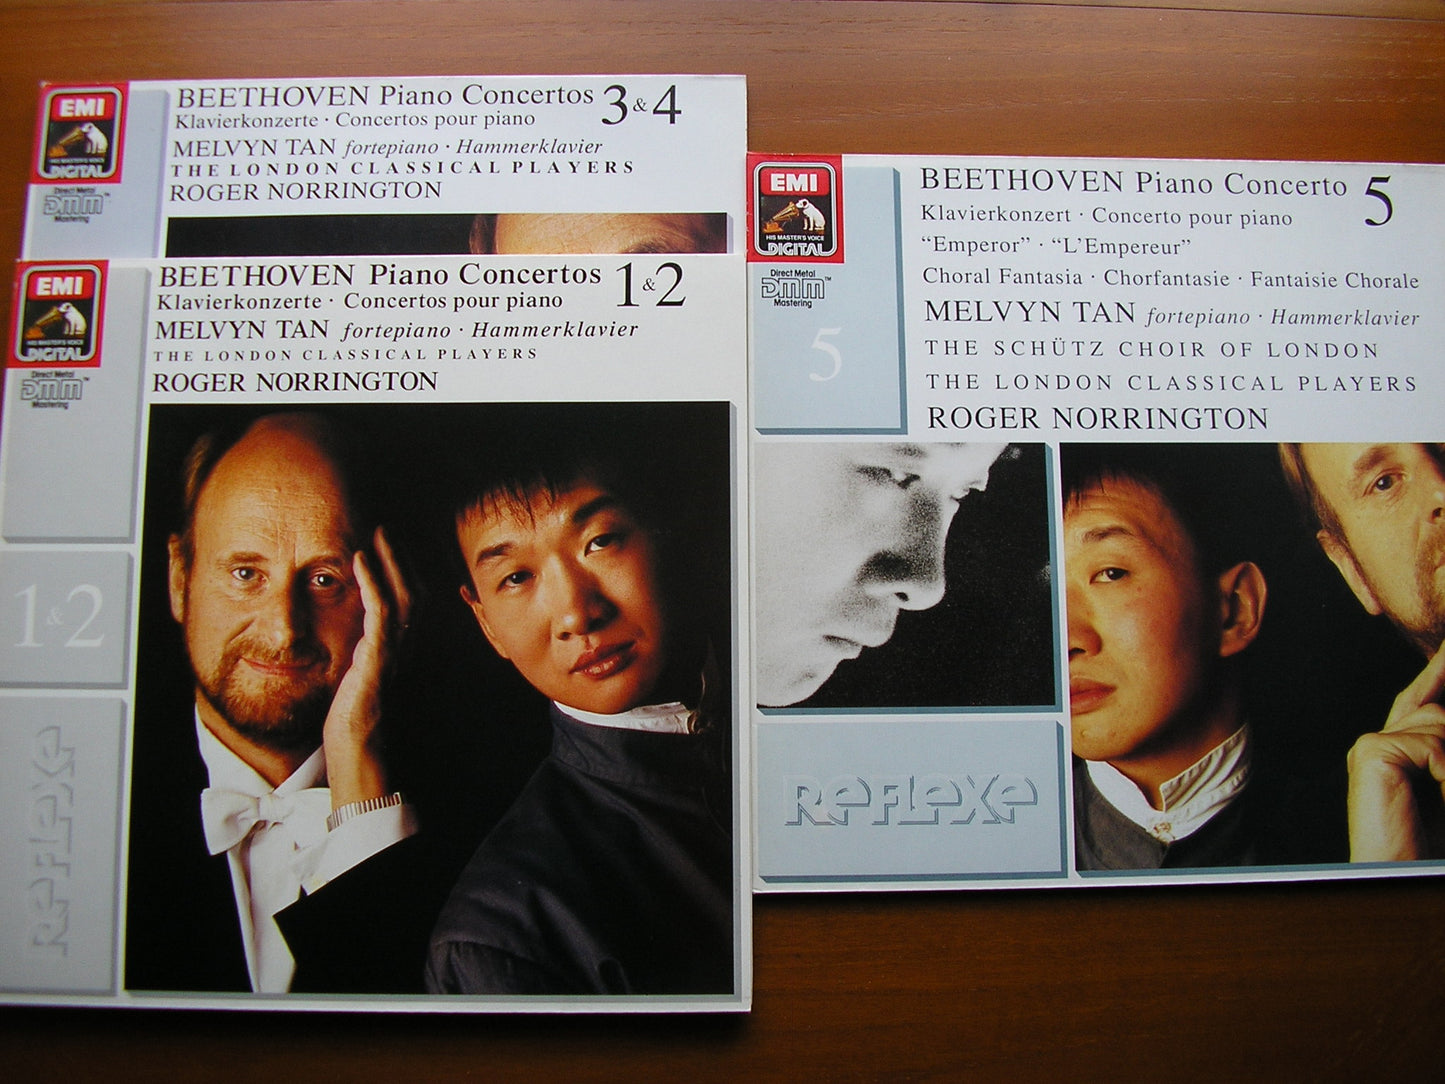 EMI
HIS MASTER'S VOICE
DIGITAL
Direct Metal
DMM™
Mastering
BEETHOVEN Piano Concertos 3 & 4
Klavierkonzerte · Concertos pour piano
MELVYN TAN fortepiano · Hammerklavier
THE LONDON CLASSICAL PLAYERS
ROGER NORRINGTON
EMI
HIS MASTER'S VOICE
DIGITAL
Direct Metal
DMM™
Mastering
1 & 2
REFLEXE
BEETHOVEN Piano Concertos 1 & 2
Klavierkonzerte · Concertos pour piano
MELVYN TAN fortepiano · Hammerklavier
THE LONDON CLASSICAL PLAYERS
ROGER NORRINGTON
EMI
HIS MASTER'S VOICE
DIGITAL
Direct Metal
DMM™
Mastering
5
BEETHOVEN Piano Concerto 5
Klavierkonzert · Concerto pour piano
“Emperor” · “L'Empereur”
Choral Fantasia · Chorfantasie · Fantaisie Chorale
MELVYN TAN fortepiano · Hammerklavier
THE SCHÜTZ CHOIR OF LONDON
THE LONDON CLASSICAL PLAYERS
ROGER NORRINGTON
REFLEXE